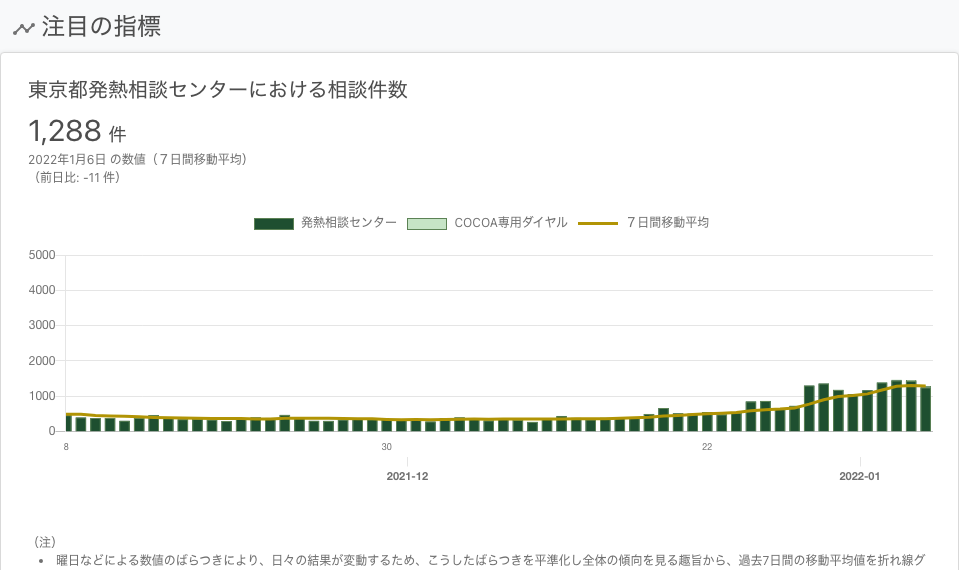 注目の指標
東京都発熱相談センターにおける相談件数
1,288 件
2022年1月6日 の数値（７日間移動平均）
（前日比: -11 件）
発熱相談センター COCOA専用ダイヤル ７日間移動平均
5000
4000
3000
2000
1000
0
8 30 22
2021-12 2022-01
（注）
• 曜日などによる数値のばらつきにより、日々の結果が変動するため、こうしたばらつきを平準化し全体の傾向を見る趣旨から、過去7日間の移動平均値を折れ線グ